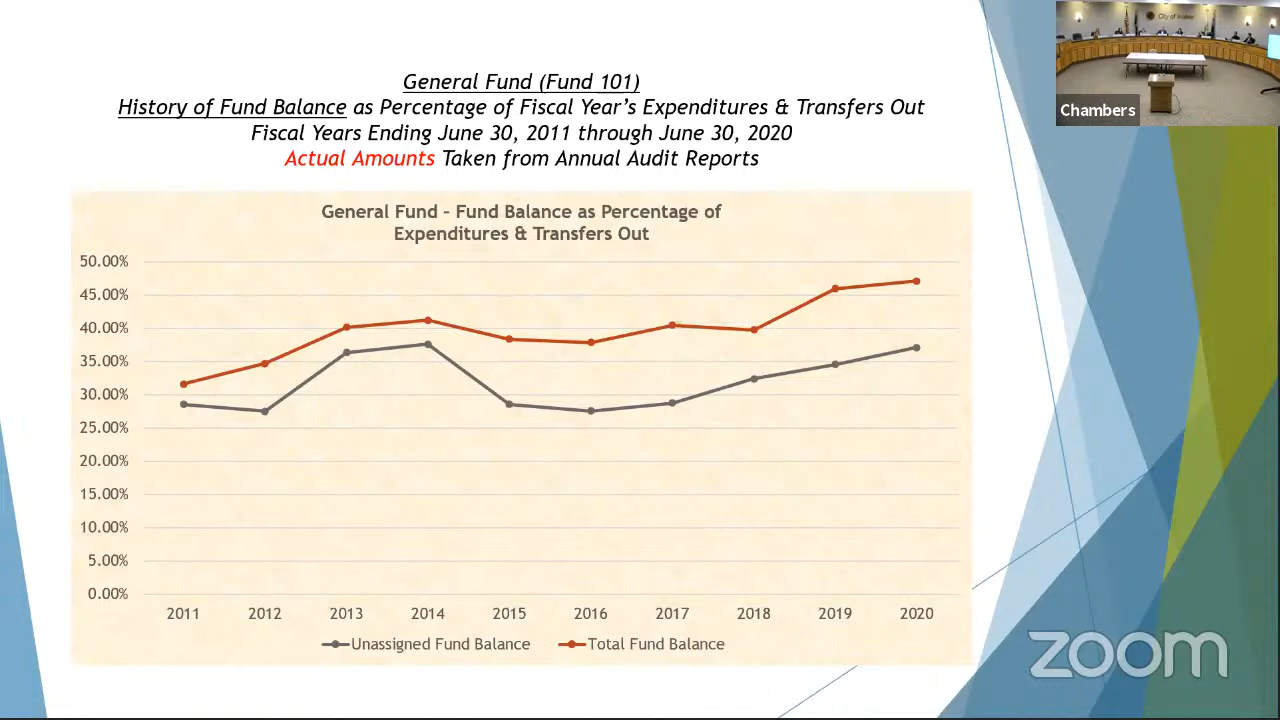 City of Walker
Chambers
General Fund (Fund 101)
History of Fund Balance as Percentage of Fiscal Year's Expenditures & Transfers Out
Fiscal Years Ending June 30, 2011 through June 30, 2020
Actual Amounts Taken from Annual Audit Reports
General Fund – Fund Balance as Percentage of
Expenditures & Transfers Out
50.00%
45.00%
40.00%
35.00%
30.00%
25.00%
20.00%
15.00%
10.00%
5.00%
0.00%
2011 2012 2013 2014 2015 2016 2017 2018 2019 2020
Unassigned Fund Balance Total Fund Balance
zoom